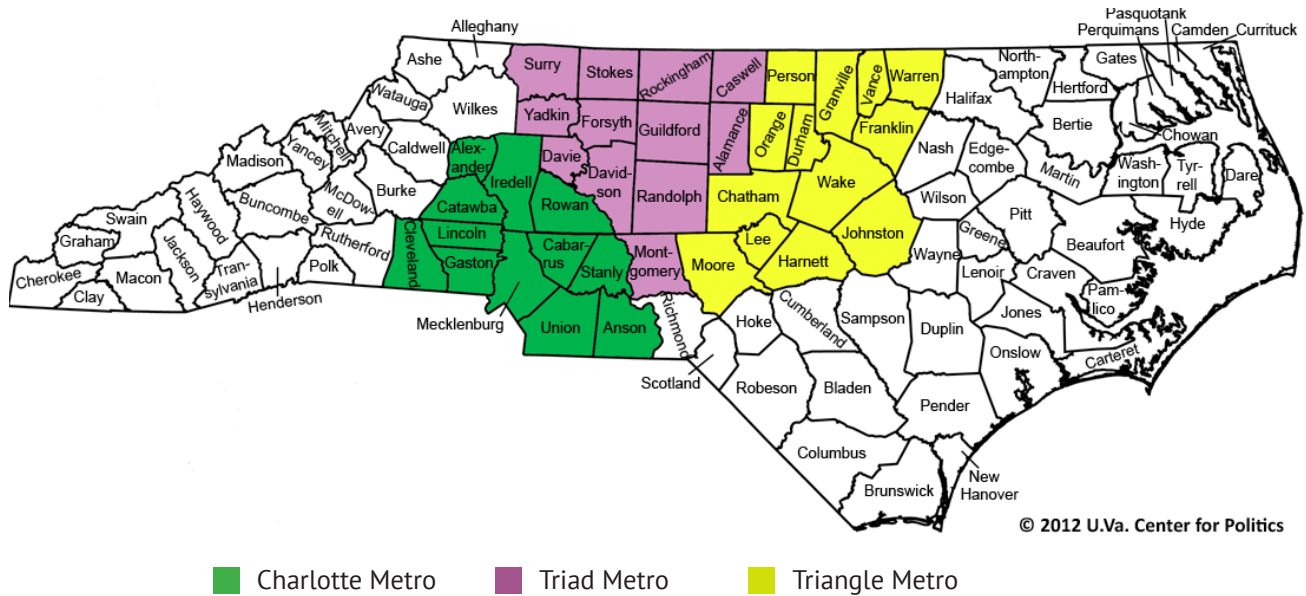 Pasquotank
Perquimans
Camden
Currituck
Alleghany
Ashe
Surry
Stokes
Rockingham
Caswell
Person
Granville
Vance
Warren
North-
ampton
Gates
Hertford
Halifax
Watauga
Wilkes
Yadkin
Forsyth
Guildford
Alamance
Orange
Durham
Franklin
Bertie
Chowan
Mitchell
Avery
Yancey
Madison
Caldwell
Alex-
ander
Iredell
Davie
David-
son
Randolph
Chatham
Wake
Nash
Edge-
combe
Martin
Wash-
ington
Tyr-
rell
Dare
Swain
Haywood
Buncombe
McDow-
ell
Burke
Catawba
Rowan
Wilson
Pitt
Hyde
Graham
Jackson
Rutherford
Cleveland
Lincoln
Gaston
Cabar-
rus
Stanly
Mont-
gomery
Moore
Lee
Harnett
Johnston
Wayne
Greene
Beaufort
Cherokee
Macon
Clay
Tran-
sylvania
Henderson
Polk
Lenoir
Craven
Pam-
lico
Mecklenburg
Union
Anson
Richmond
Scotland
Hoke
Cumberland
Sampson
Duplin
Jones
Onslow
Carteret
Robeson
Bladen
Pender
Columbus
Brunswick
New
Hanover
© 2012 U.Va. Center for Politics
Charlotte Metro
Triad Metro
Triangle Metro